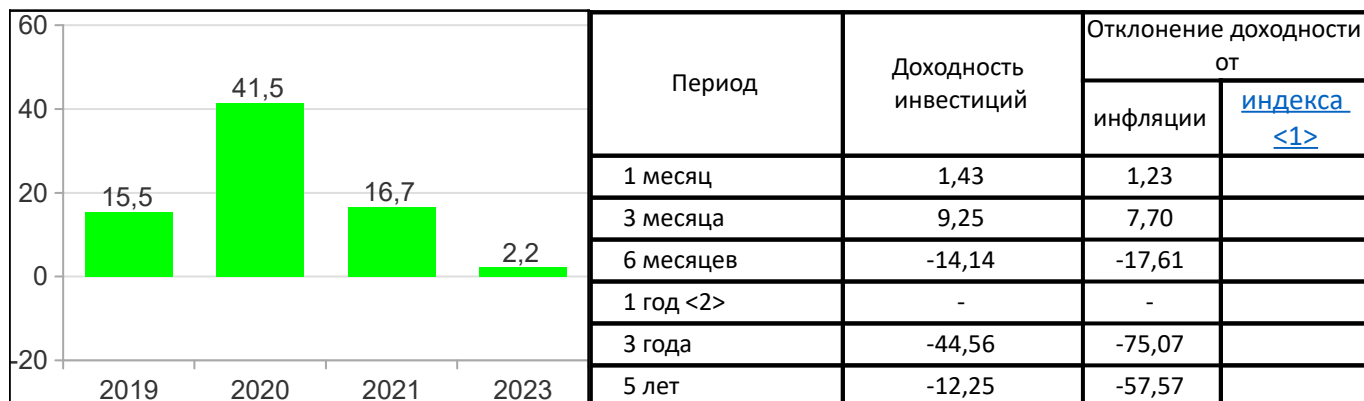 60
40
20
0
-20
15,5
41,5
16,7
2,2
2019 2020 2021 2023
Период
Доходность
инвестиций
Отклонение доходности
от
инфляции
индекса
<1>
1 месяц 1,43 1,23
3 месяца 9,25 7,70
6 месяцев -14,14 -17,61
1 год <2> - -
3 года -44,56 -75,07
5 лет -12,25 -57,57